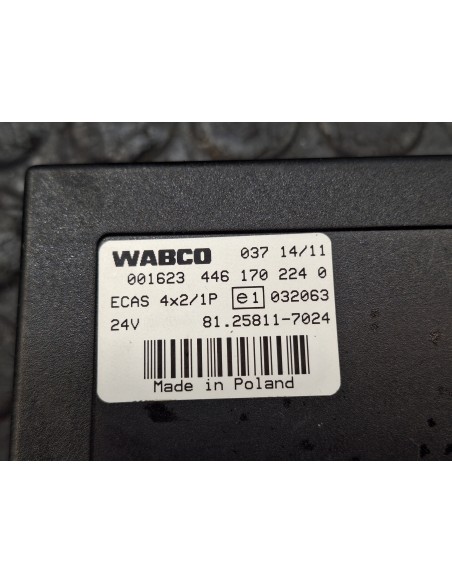 WABCO 037 14/11
001623 446 170 224 0
ECAS 4x2/1P e1 032063
24V 81.25811-7024
Made in Poland